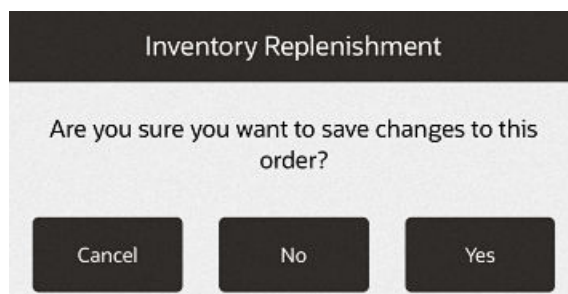 Inventory Replenishment
Are you sure you want to save changes to this
order?
Cancel No Yes